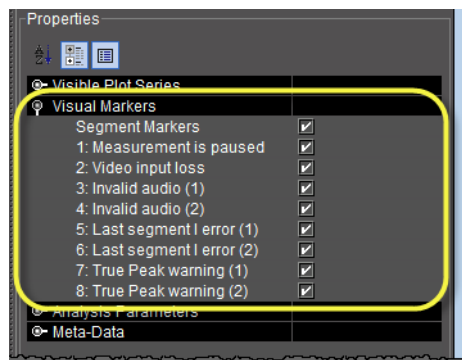 Properties
Visible Plot Series
Visual Markers
Segment Markers
1: Measurement is paused
2: Video input loss
3: Invalid audio (1)
4: Invalid audio (2)
5: Last segment I error (1)
6: Last segment I error (2)
7: True Peak warning (1)
8: True Peak warning (2)
Analysis Parameters
Meta-Data